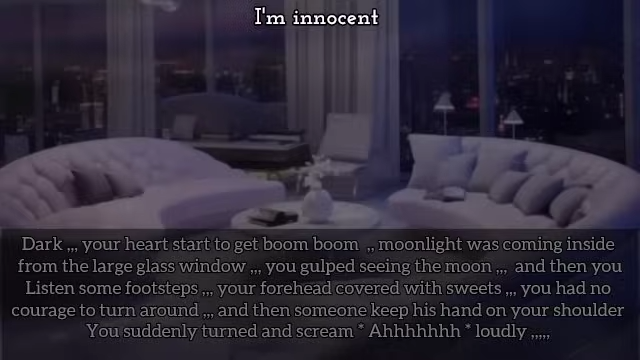 I'm innocent
Dark ,,, your heart start to get boom boom ,, moonlight was coming inside
from the large glass window ,,, you gulped seeing the moon ,,, and then you
Listen some footsteps ,,, your forehead covered with sweets ,,, you had no
courage to turn around ,,, and then someone keep his hand on your shoulder
You suddenly turned and scream * Ahhhhhhh * loudly ,,,,,